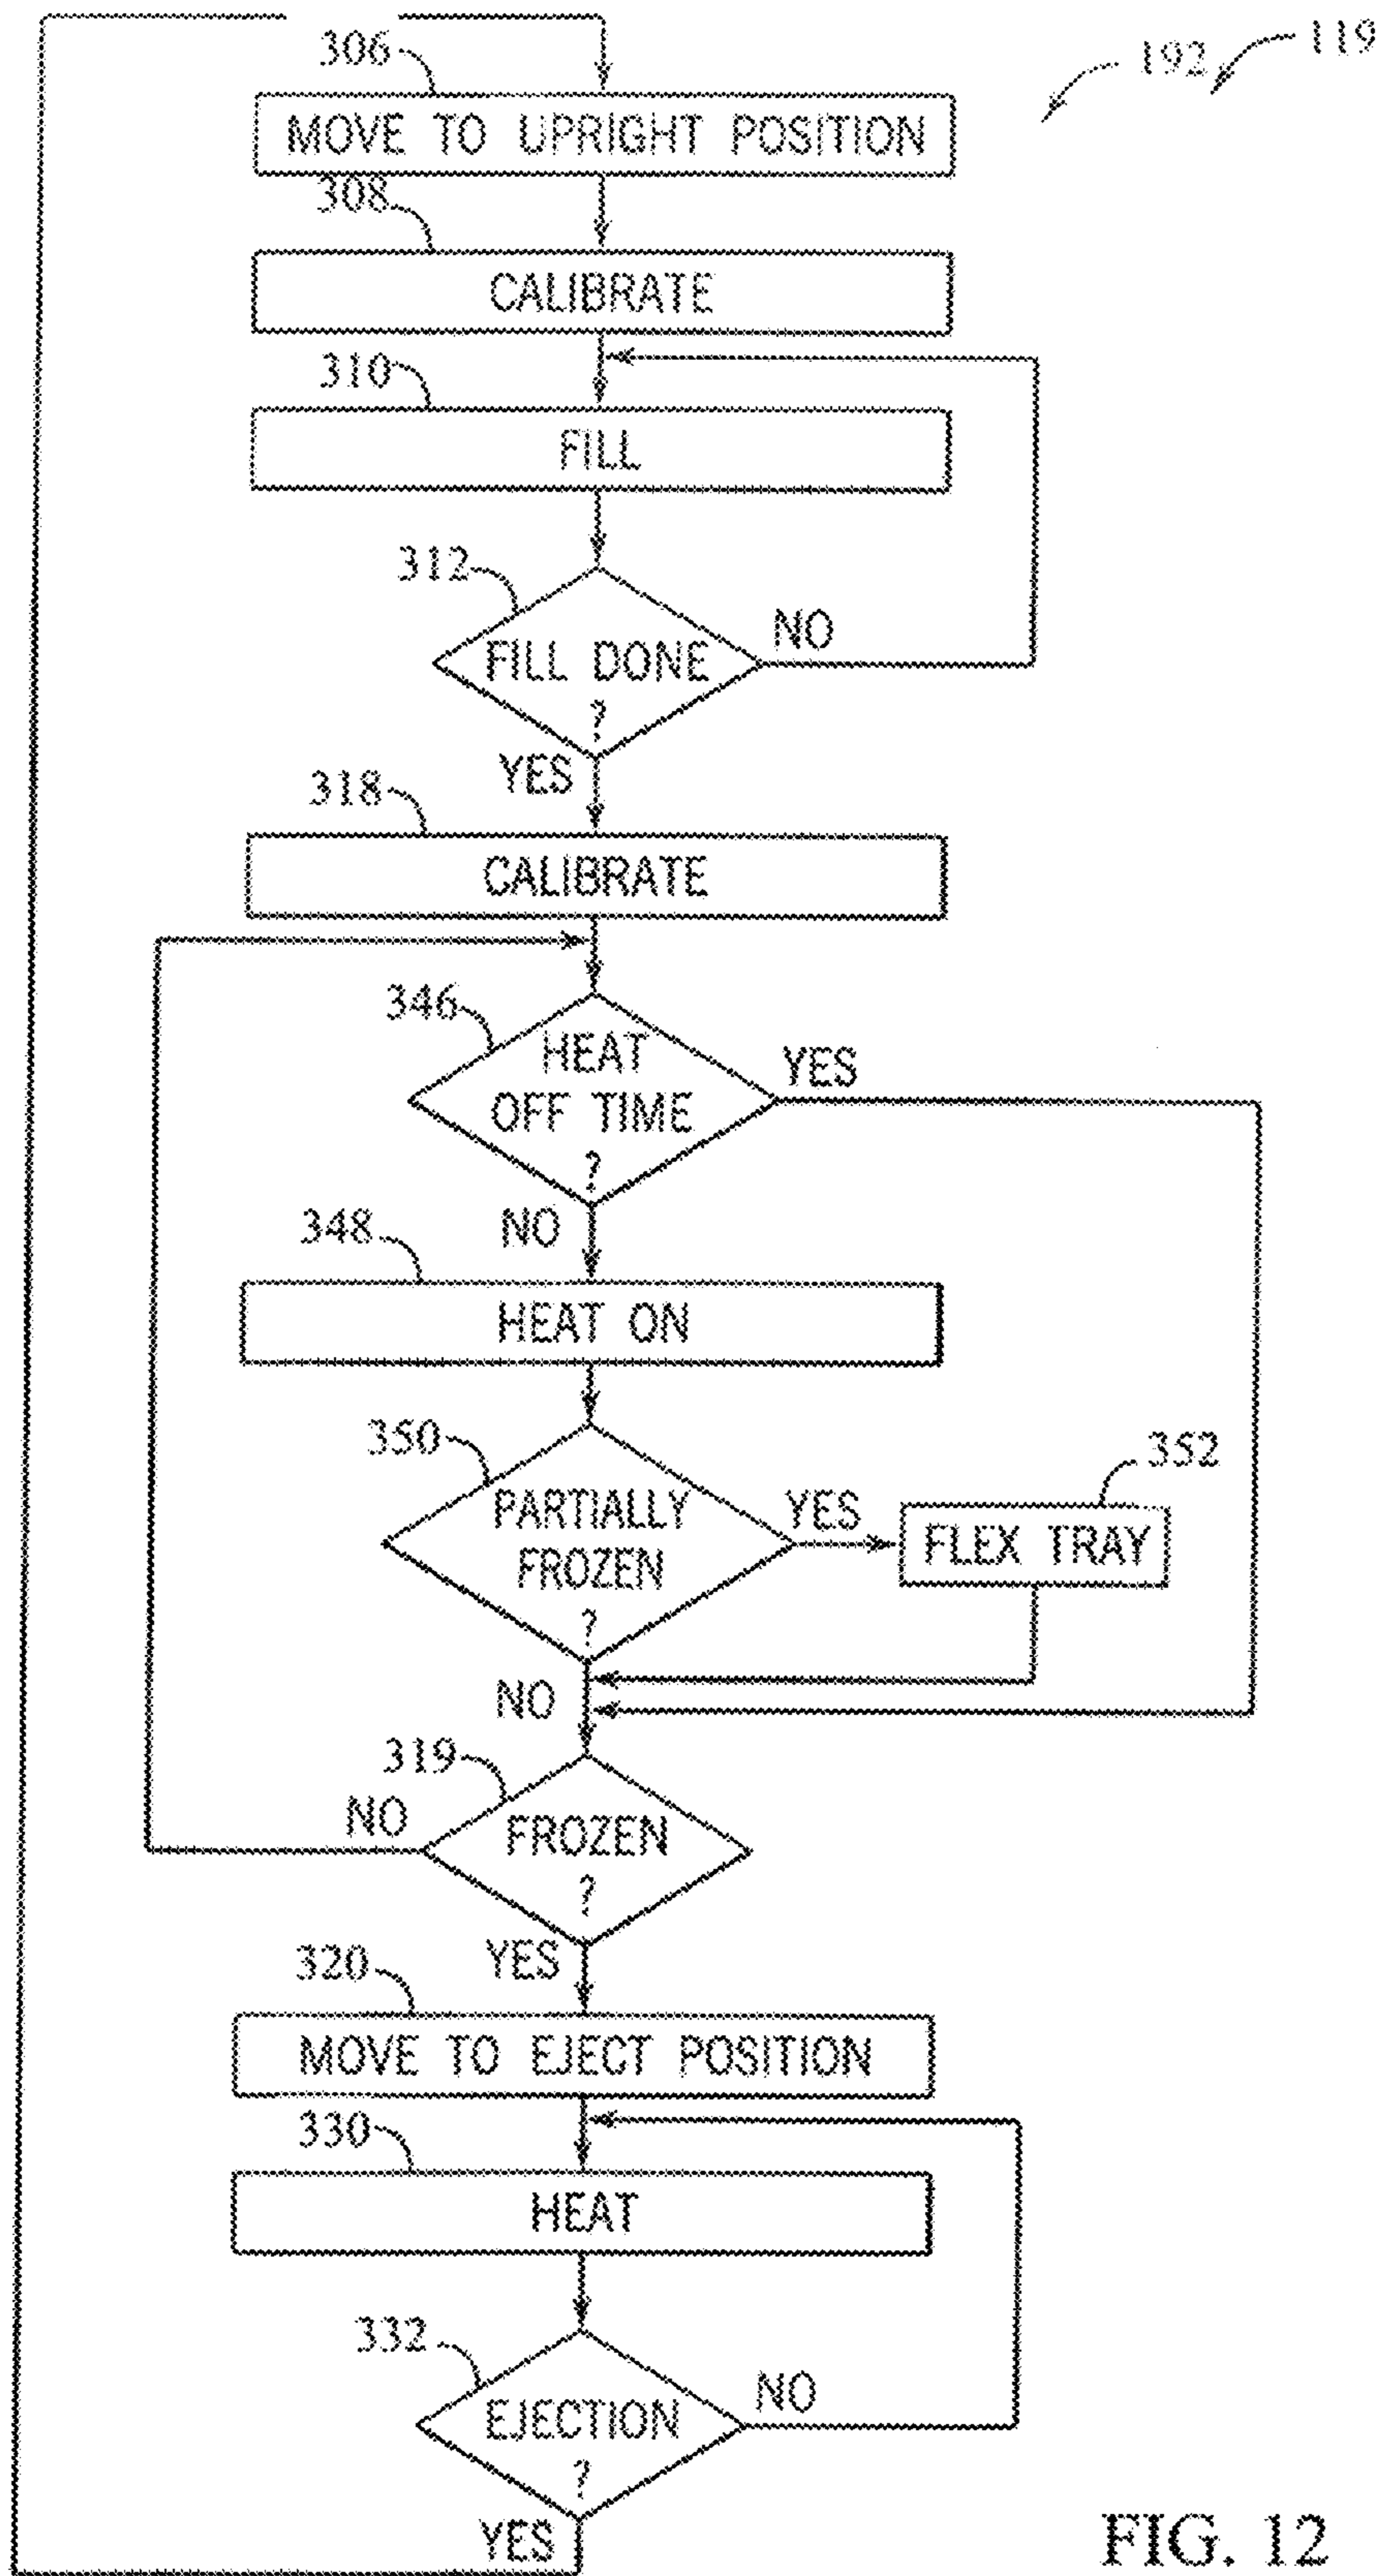 119
192
306
MOVE TO UPRIGHT POSITION
308
CALIBRATE
310
FILL
312
FILL DONE
?
NO
YES
318
CALIBRATE
346
HEAT
OFF TIME
?
YES
NO
348
HEAT ON
350
PARTIALLY
FROZEN
?
YES
352
FLEX TRAY
NO
319
FROZEN
?
NO
YES
320
MOVE TO EJECT POSITION
330
HEAT
332
EJECTION
?
NO
YES
FIG. 12